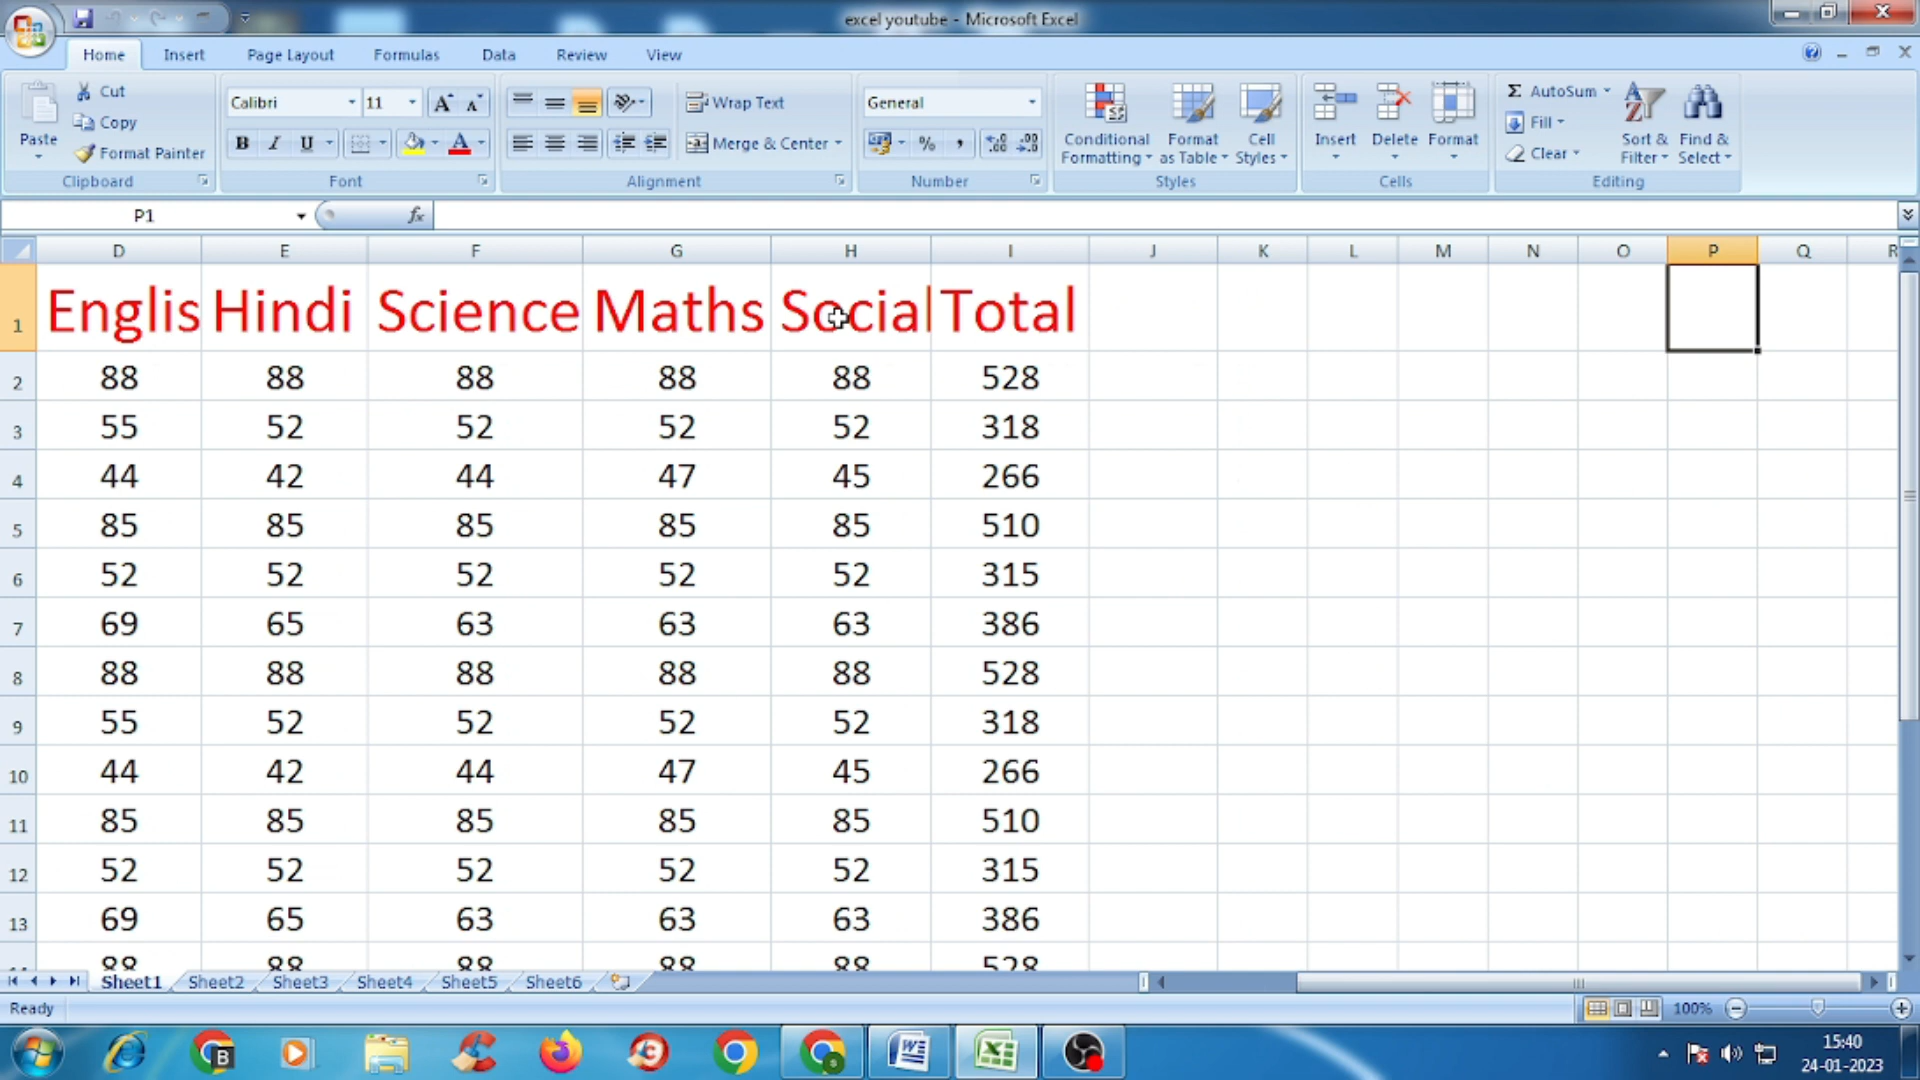 excel youtube - Microsoft Excel
Home Insert Page Layout Formulas Data Review View
Paste Cut Copy Format Painter Clipboard
Calibri 11 A A B I U A Font
Wrap Text Merge & Center Alignment
General % , Number
Conditional Formatting Format as Table Cell Styles Styles
Insert Delete Format Cells
Σ AutoSum Fill Clear Sort & Filter Find & Select Editing
P1 fx
D E F G H I J K L M N O P Q R
1 Englis Hindi Science Maths Social Total
2 88 88 88 88 88 528
3 55 52 52 52 52 318
4 44 42 44 47 45 266
5 85 85 85 85 85 510
6 52 52 52 52 52 315
7 69 65 63 63 63 386
8 88 88 88 88 88 528
9 55 52 52 52 52 318
10 44 42 44 47 45 266
11 85 85 85 85 85 510
12 52 52 52 52 52 315
13 69 65 63 63 63 386
88 88 88 88 88 528
Sheet1 Sheet2 Sheet3 Sheet4 Sheet5 Sheet6
Ready 100%
15:40
24-01-2023